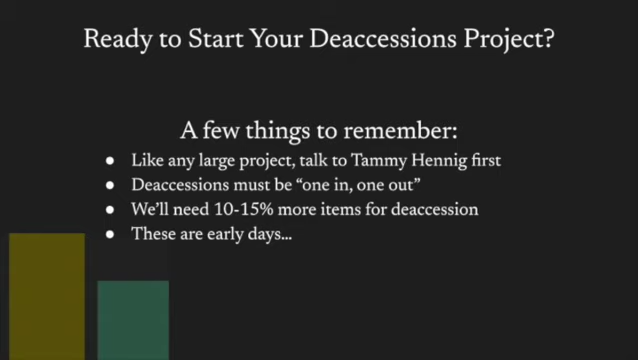 Ready to Start Your Deaccessions Project?
A few things to remember:
● Like any large project, talk to Tammy Hennig first
● Deaccessions must be “one in, one out”
● We’ll need 10-15% more items for deaccession
● These are early days...